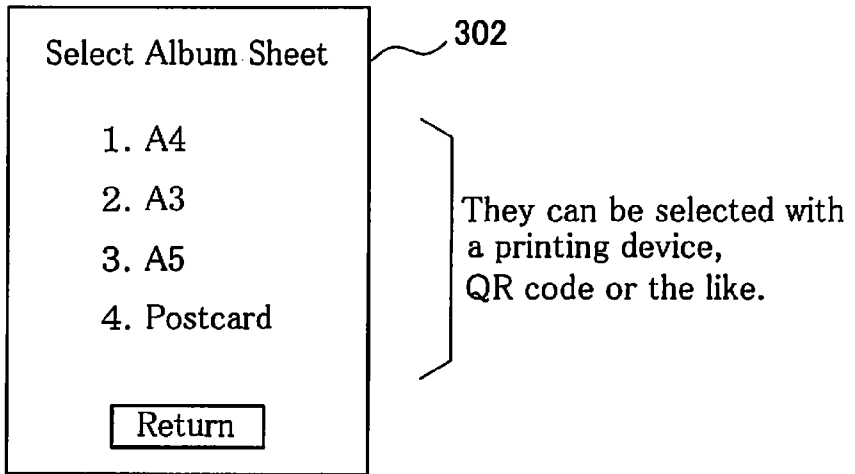 Select Album Sheet
302
1. A4
2. A3
3. A5
4. Postcard
They can be selected with
a printing device,
QR code or the like.
Return